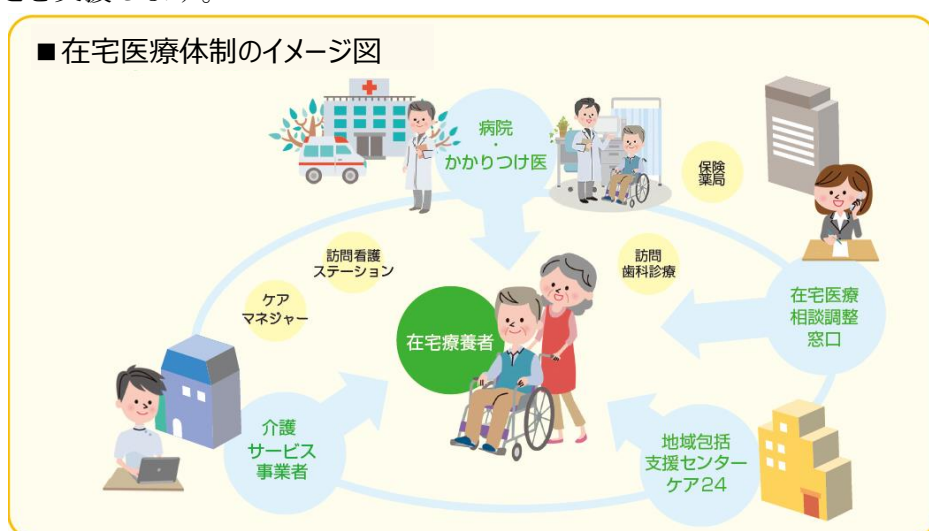 ■在宅医療体制のイメージ図
病院
・
かかりつけ医
保険
薬局
訪問看護
ステーション
訪問
歯科診療
ケア
マネジャー
在宅療養者
在宅医療
相談調整
窓口
介護
サービス
事業者
地域包括
支援センター
ケア24